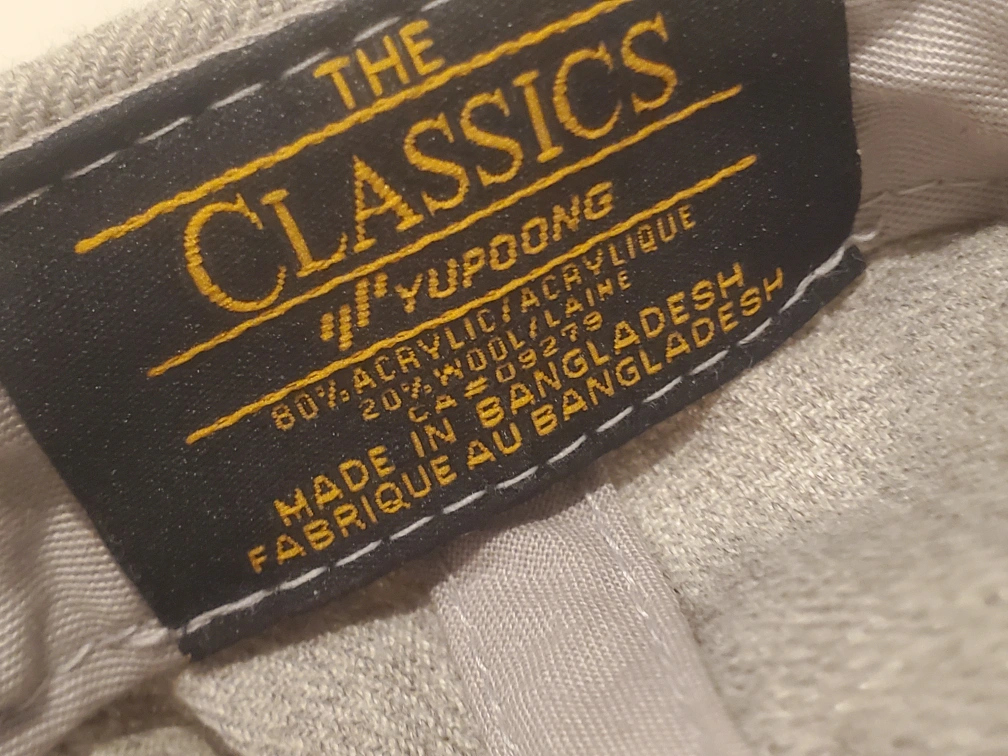 THE
CLASSICS
YUPOONG
80% ACRYLIC/ACRYLIQUE
20% WOOL/LAINE
CA# 09279
MADE IN BANGLADESH
FABRIQUE AU BANGLADESH